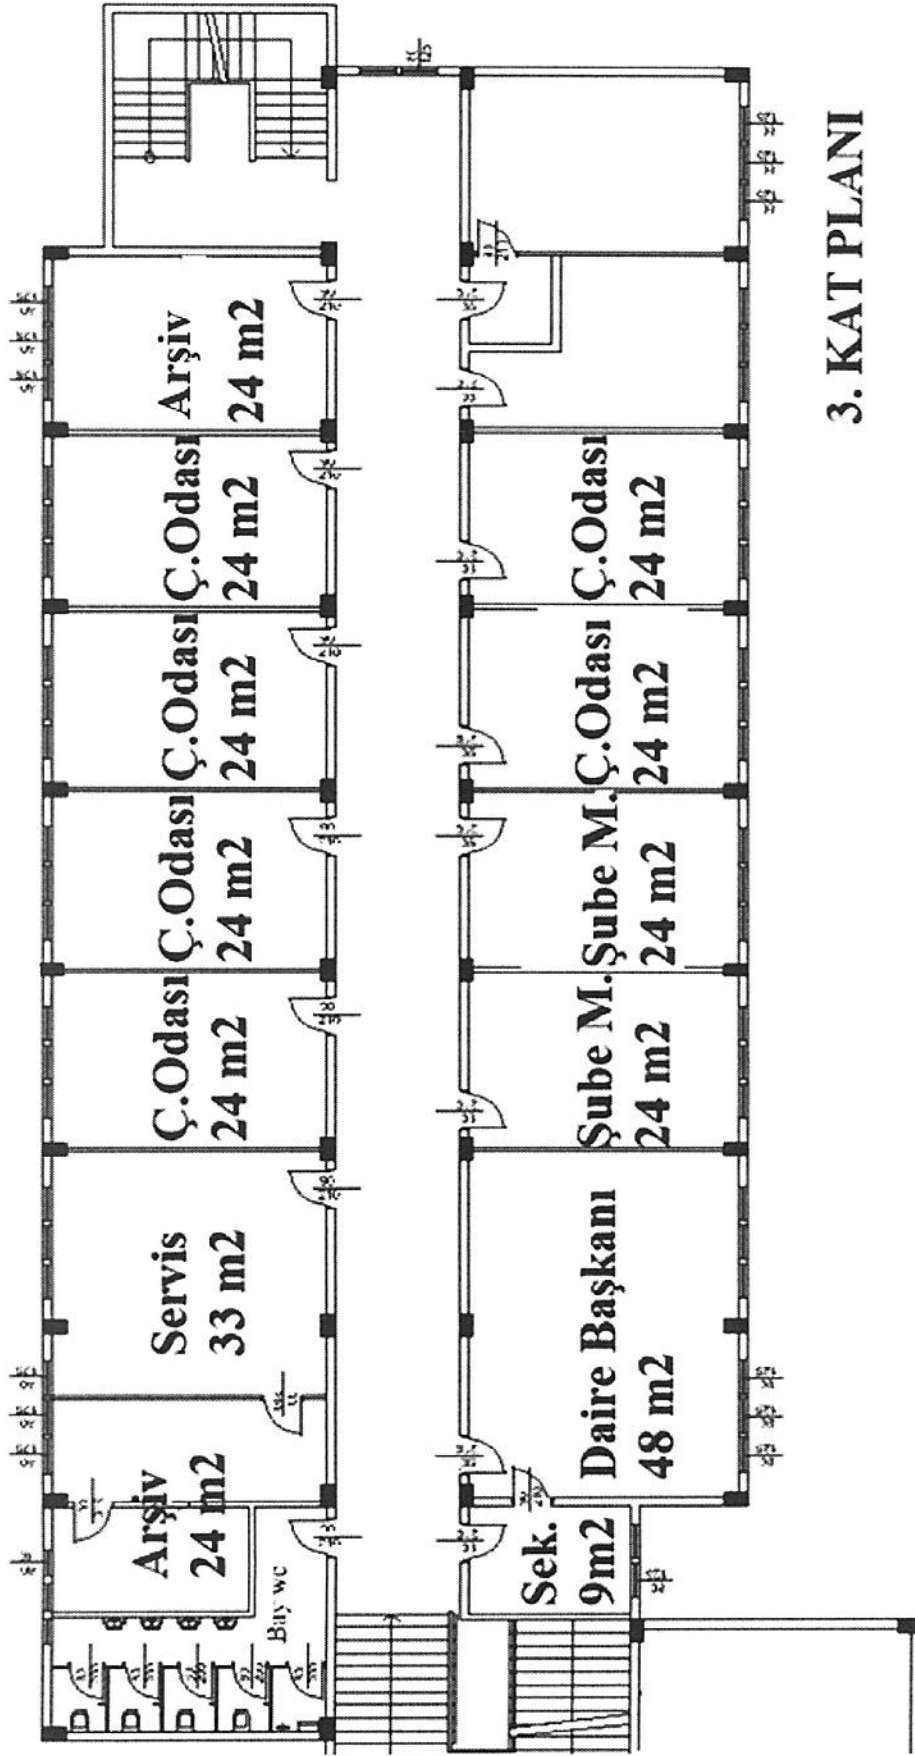 Arşiv
24 m2
Servis
33 m2
Ç.Odası
24 m2
Ç.Odası
24 m2
Ç.Odası
24 m2
Ç.Odası
24 m2
Arşiv
24 m2
Bay wc
Sek.
9m2
Daire Başkanı
48 m2
Şube M.
24 m2
Şube M.
24 m2
Ç.Odası
24 m2
Ç.Odası
24 m2
3. KAT PLANI